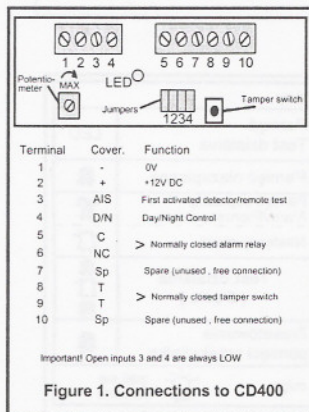 1 2 3 4 5 6 7 8 9 10
Potentio-
meter
MAX
LED
Jumpers
1234
Tamper switch
Terminal Cover. Function
1 - 0V
2 + +12V DC
3 AIS First activated detector/remote test
4 D/N Day/Night Control
5 C
> Normally closed alarm relay
6 NC
7 Sp Spare (unused , free connection)
8 T
> Normally closed tamper switch
9 T
10 Sp Spare (unused , free connection)
Important! Open inputs 3 and 4 are always LOW
Figure 1. Connections to CD400